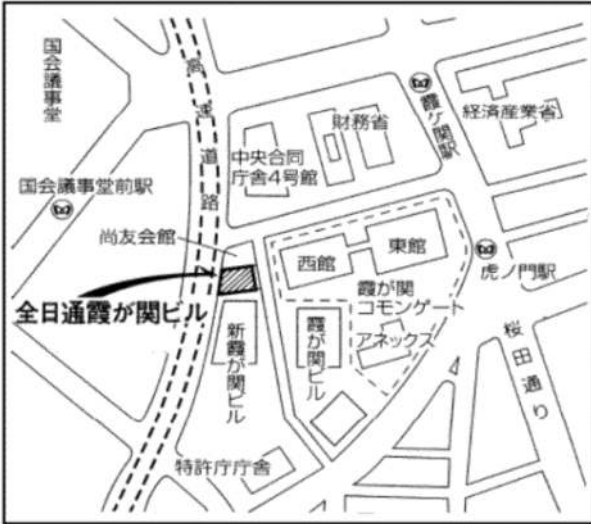 国会議事堂
高速道路
霞ケ関駅
経済産業省
財務省
中央合同
庁舎4号館
国会議事堂前駅
尚友会館
西館
東館
虎ノ門駅
霞が関
コモンゲート
アネックス
全日通霞が関ビル
新霞が関ビル
霞が関ビル
桜田通り
特許庁庁舎